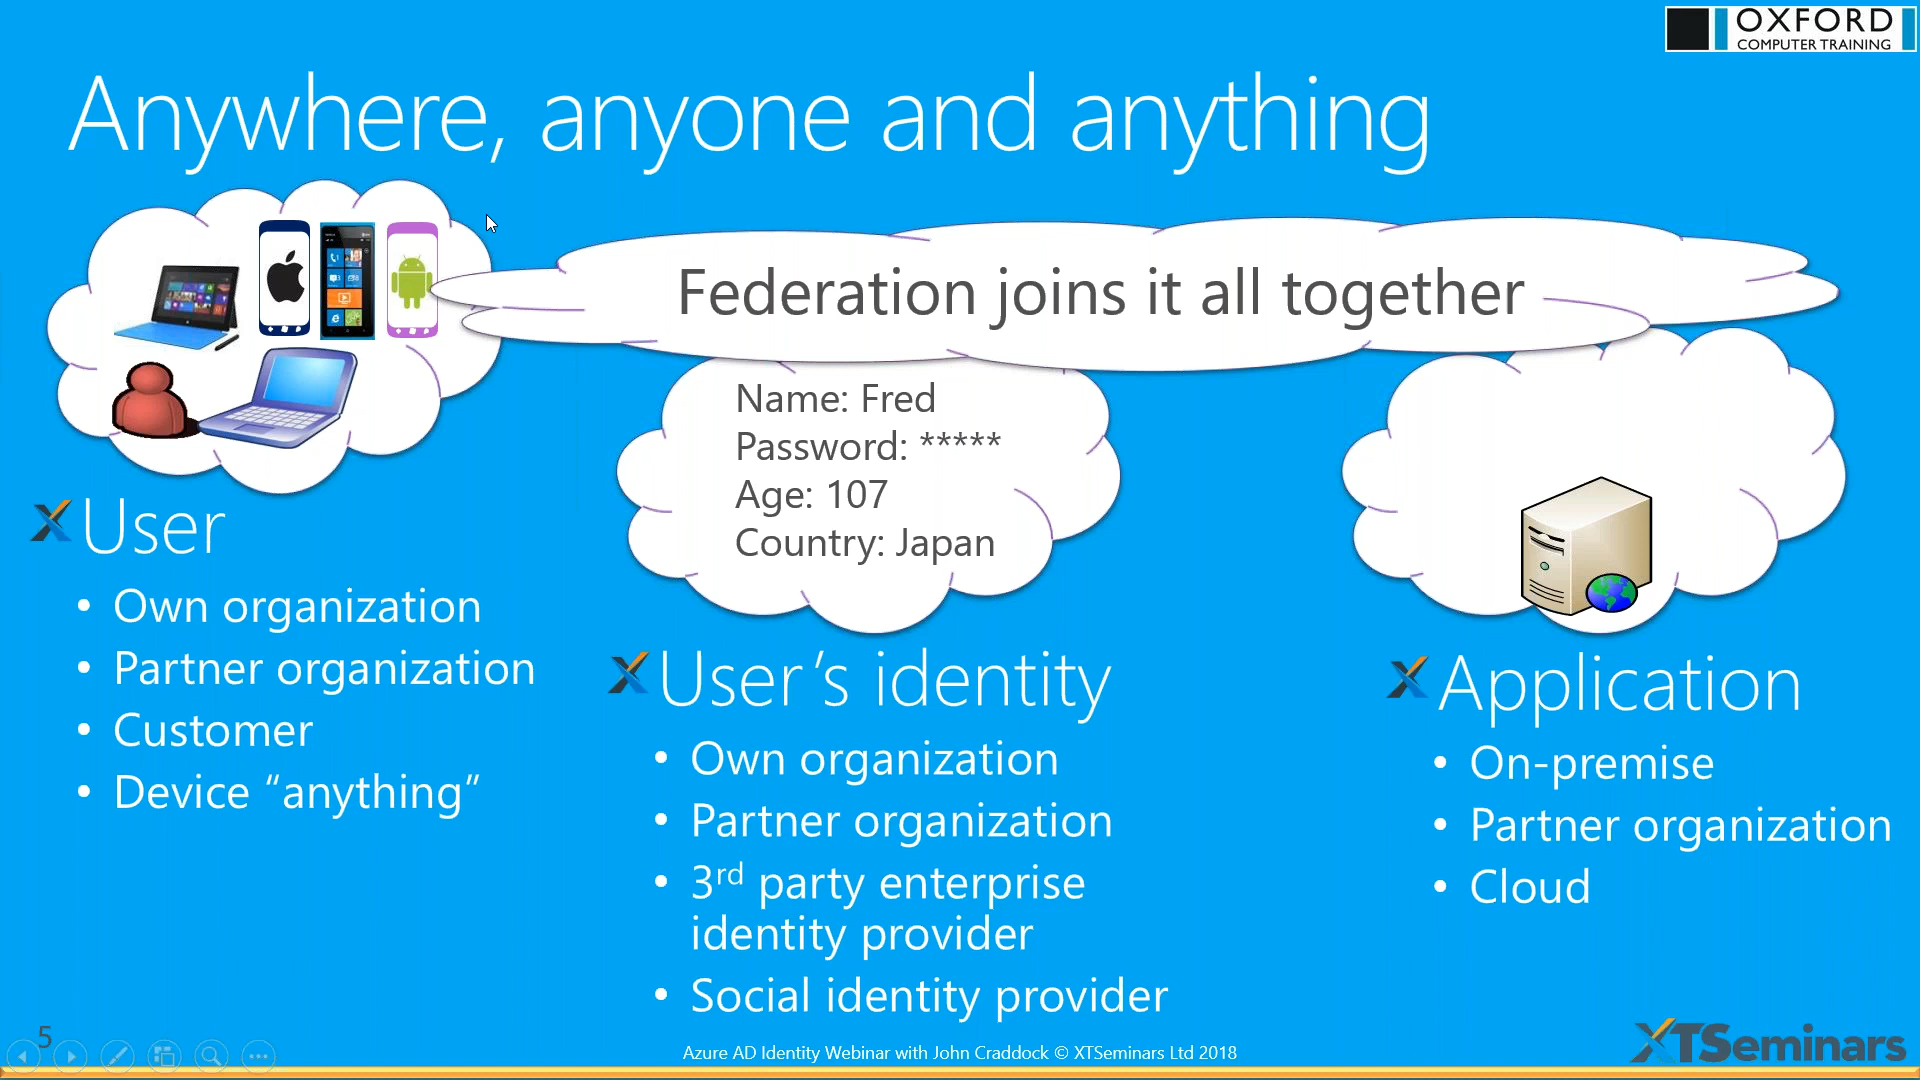 OXFORD
COMPUTER TRAINING
Anywhere, anyone and anything
Federation joins it all together
Name: Fred
Password: *****
Age: 107
Country: Japan
User
• Own organization
• Partner organization
• Customer
• Device “anything”
User’s identity
• Own organization
• Partner organization
• 3rd party enterprise
identity provider
• Social identity provider
Application
• On-premise
• Partner organization
• Cloud
5
Azure AD Identity Webinar with John Craddock © XTSeminars Ltd 2018
XTSeminars